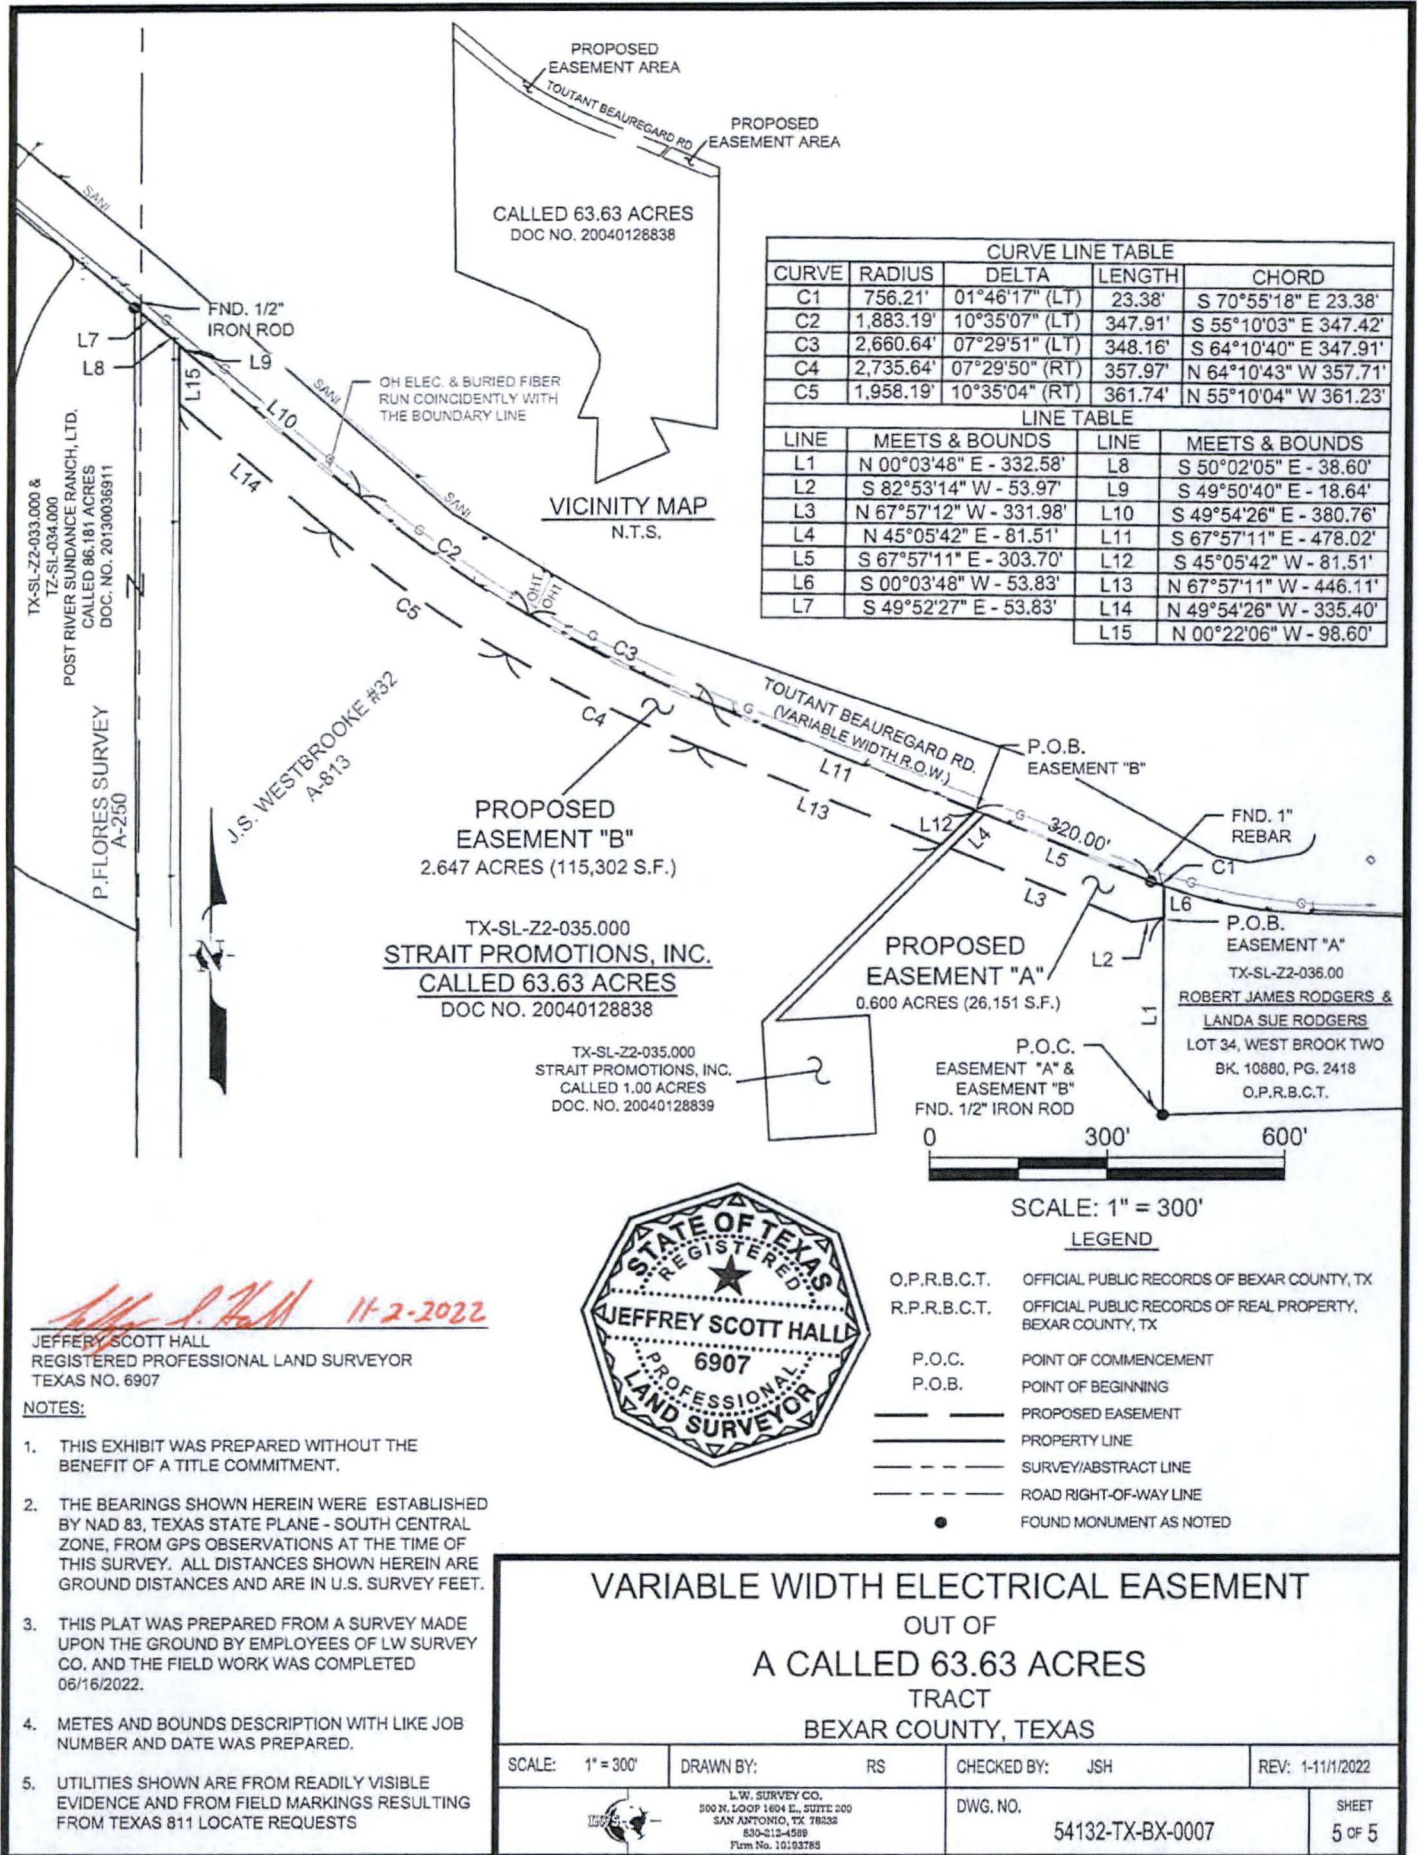 PROPOSED
EASEMENT AREA
TOUTANT BEAUREGARD RD
PROPOSED
EASEMENT AREA
CALLED 63.63 ACRES
DOC NO. 20040128838
VICINITY MAP
N.T.S.
CURVE LINE TABLE
CURVE RADIUS DELTA LENGTH CHORD
C1 756.21' 01°46'17" (LT) 23.38' S 70°55'18" E 23.38'
C2 1,883.19' 10°35'07" (LT) 347.91' S 55°10'03" E 347.42'
C3 2,660.64' 07°29'51" (LT) 348.16' S 64°10'40" E 347.91'
C4 2,735.64' 07°29'50" (RT) 357.97' N 64°10'43" W 357.71'
C5 1,958.19' 10°35'04" (RT) 361.74' N 55°10'04" W 361.23'
LINE TABLE
LINE MEETS & BOUNDS LINE MEETS & BOUNDS
L1 N 00°03'48" E - 332.58' L8 S 50°02'05" E - 38.60'
L2 S 82°53'14" W - 53.97' L9 S 49°50'40" E - 18.64'
L3 N 67°57'12" W - 331.98' L10 S 49°54'26" E - 380.76'
L4 N 45°05'42" E - 81.51' L11 S 67°57'11" E - 478.02'
L5 S 67°57'11" E - 303.70' L12 S 45°05'42" W - 81.51'
L6 S 00°03'48" W - 53.83' L13 N 67°57'11" W - 446.11'
L7 S 49°52'27" E - 53.83' L14 N 49°54'26" W - 335.40'
L15 N 00°22'06" W - 98.60'
SANI
FND. 1/2"
IRON ROD
L7
L8
L9
L15
G
G
L10
SANI
OH ELEC. & BURIED FIBER
RUN COINCIDENTLY WITH
THE BOUNDARY LINE
L14
G
SANI
G
C2
C5
OHT
OHT
G
C3
C4
G
TX-SL-Z2-033.000 &
TZ-SL-034.000
POST RIVER SUNDANCE RANCH, LTD.
CALLED 86.181 ACRES
DOC. NO. 20130036911
P.FLORES SURVEY
A-250
J.S. WESTBROOKE #32
A-813
N
TOUTANT BEAUREGARD RD.
(VARIABLE WIDTH R.O.W.)
L11
L13
P.O.B.
EASEMENT "B"
L12
L4
G
320.00'
L5
L3
FND. 1"
REBAR
C1
G
G
L6
P.O.B.
EASEMENT "A"
L2
L1
PROPOSED
EASEMENT "B"
2.647 ACRES (115,302 S.F.)
TX-SL-Z2-035.000
STRAIT PROMOTIONS, INC.
CALLED 63.63 ACRES
DOC NO. 20040128838
PROPOSED
EASEMENT "A"
0.600 ACRES (26,151 S.F.)
TX-SL-Z2-036.00
ROBERT JAMES RODGERS &
LANDA SUE RODGERS
LOT 34, WEST BROOK TWO
BK. 10880, PG. 2418
O.P.R.B.C.T.
TX-SL-Z2-035.000
STRAIT PROMOTIONS, INC.
CALLED 1.00 ACRES
DOC. NO. 20040128839
P.O.C.
EASEMENT "A" &
EASEMENT "B"
FND. 1/2" IRON ROD
0 300' 600'
SCALE: 1" = 300'
LEGEND
O.P.R.B.C.T. OFFICIAL PUBLIC RECORDS OF BEXAR COUNTY, TX
R.P.R.B.C.T. OFFICIAL PUBLIC RECORDS OF REAL PROPERTY,
BEXAR COUNTY, TX
P.O.C. POINT OF COMMENCEMENT
P.O.B. POINT OF BEGINNING
PROPOSED EASEMENT
PROPERTY LINE
SURVEY/ABSTRACT LINE
ROAD RIGHT-OF-WAY LINE
FOUND MONUMENT AS NOTED
STATE OF TEXAS
REGISTERED
JEFFREY SCOTT HALL
6907
PROFESSIONAL
LAND SURVEYOR
11-2-2022
JEFFERY SCOTT HALL
REGISTERED PROFESSIONAL LAND SURVEYOR
TEXAS NO. 6907
NOTES:
1. THIS EXHIBIT WAS PREPARED WITHOUT THE
BENEFIT OF A TITLE COMMITMENT.
2. THE BEARINGS SHOWN HEREIN WERE ESTABLISHED
BY NAD 83, TEXAS STATE PLANE - SOUTH CENTRAL
ZONE, FROM GPS OBSERVATIONS AT THE TIME OF
THIS SURVEY. ALL DISTANCES SHOWN HEREIN ARE
GROUND DISTANCES AND ARE IN U.S. SURVEY FEET.
3. THIS PLAT WAS PREPARED FROM A SURVEY MADE
UPON THE GROUND BY EMPLOYEES OF LW SURVEY
CO. AND THE FIELD WORK WAS COMPLETED
06/16/2022.
4. METES AND BOUNDS DESCRIPTION WITH LIKE JOB
NUMBER AND DATE WAS PREPARED.
5. UTILITIES SHOWN ARE FROM READILY VISIBLE
EVIDENCE AND FROM FIELD MARKINGS RESULTING
FROM TEXAS 811 LOCATE REQUESTS
VARIABLE WIDTH ELECTRICAL EASEMENT
OUT OF
A CALLED 63.63 ACRES
TRACT
BEXAR COUNTY, TEXAS
SCALE: 1" = 300' DRAWN BY: RS CHECKED BY: JSH REV: 1-11/1/2022
L.W. SURVEY CO.
500 N. LOOP 1604 E., SUITE 200
SAN ANTONIO, TX 78232
830-212-4589
Firm No. 10193785
DWG. NO.
54132-TX-BX-0007
SHEET
5 OF 5